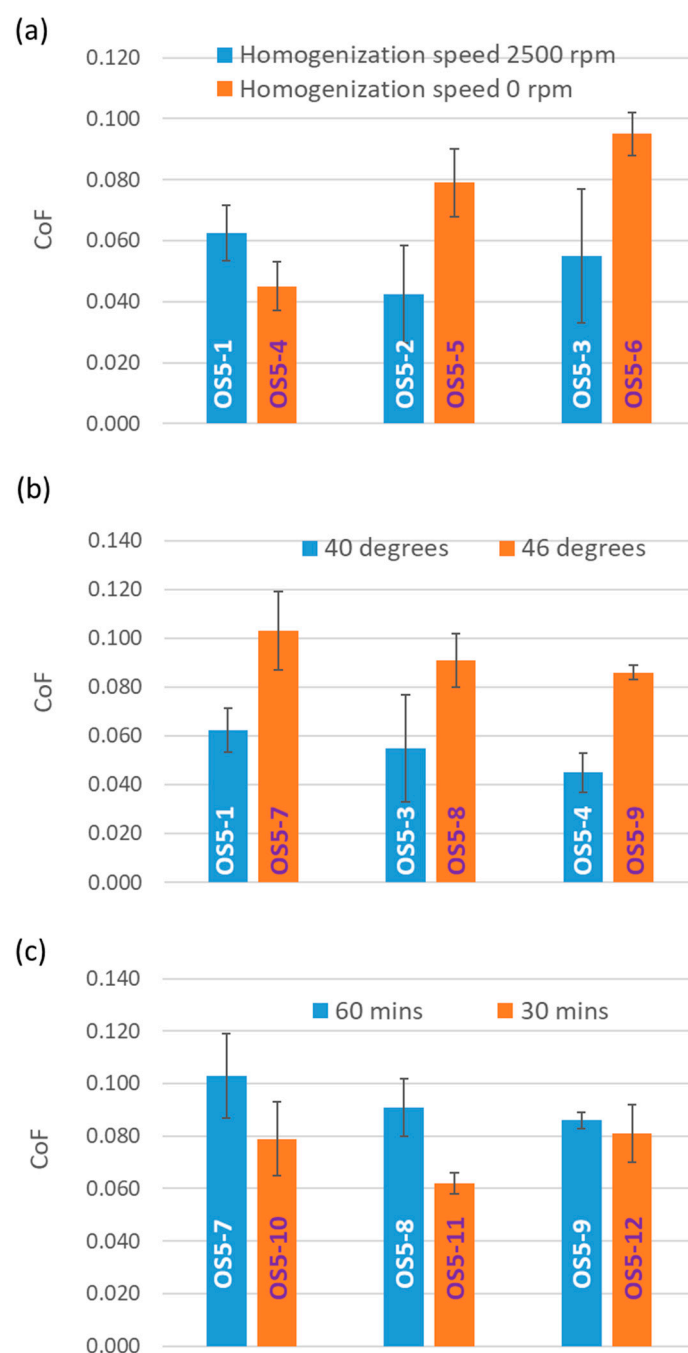 (a)
0.120
Homogenization speed 2500 rpm
Homogenization speed 0 rpm
0.100
0.080
0.060
0.040
0.020
0.000
CoF
OS5-1
OS5-4
OS5-2
OS5-5
OS5-3
OS5-6
(b)
0.140
40 degrees 46 degrees
0.120
0.100
0.080
0.060
0.040
0.020
0.000
CoF
OS5-1
OS5-7
OS5-3
OS5-8
OS5-4
OS5-9
(c)
0.140
60 mins 30 mins
0.120
0.100
0.080
0.060
0.040
0.020
0.000
CoF
OS5-7
OS5-10
OS5-8
OS5-11
OS5-9
OS5-12